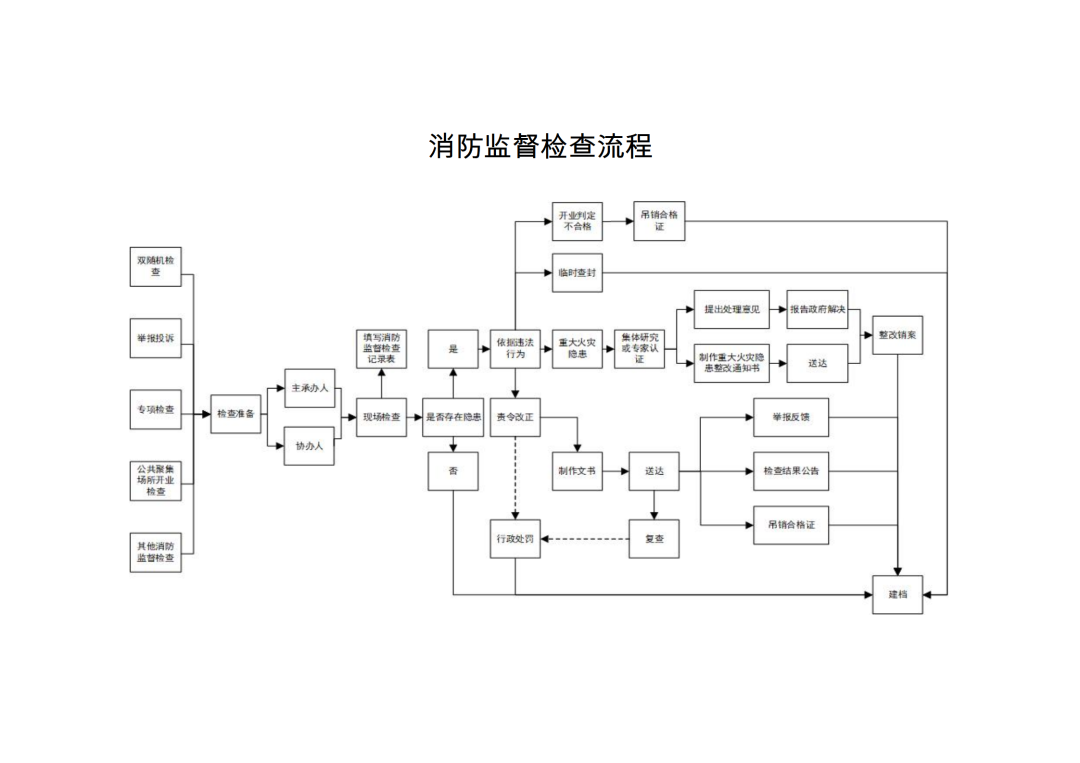 消防监督检查流程
开业判定
不合格
吊销合格
证
双随机检
查
临时查封
提出处理意见
报告政府解决
举报投诉
填写消防
监督检查
记录表
是
依据违法
行为
重大火灾
隐患
集体研究
或专家认
证
整改销案
制作重大火灾隐
患整改通知书
送达
主承办人
专项检查
检查准备
现场检查
是否存在隐患
责令改正
举报反馈
协办人
公共聚集
场所开业
检查
否
制作文书
送达
检查结果公告
其他消防
监督检查
行政处罚
复查
吊销合格证
建档